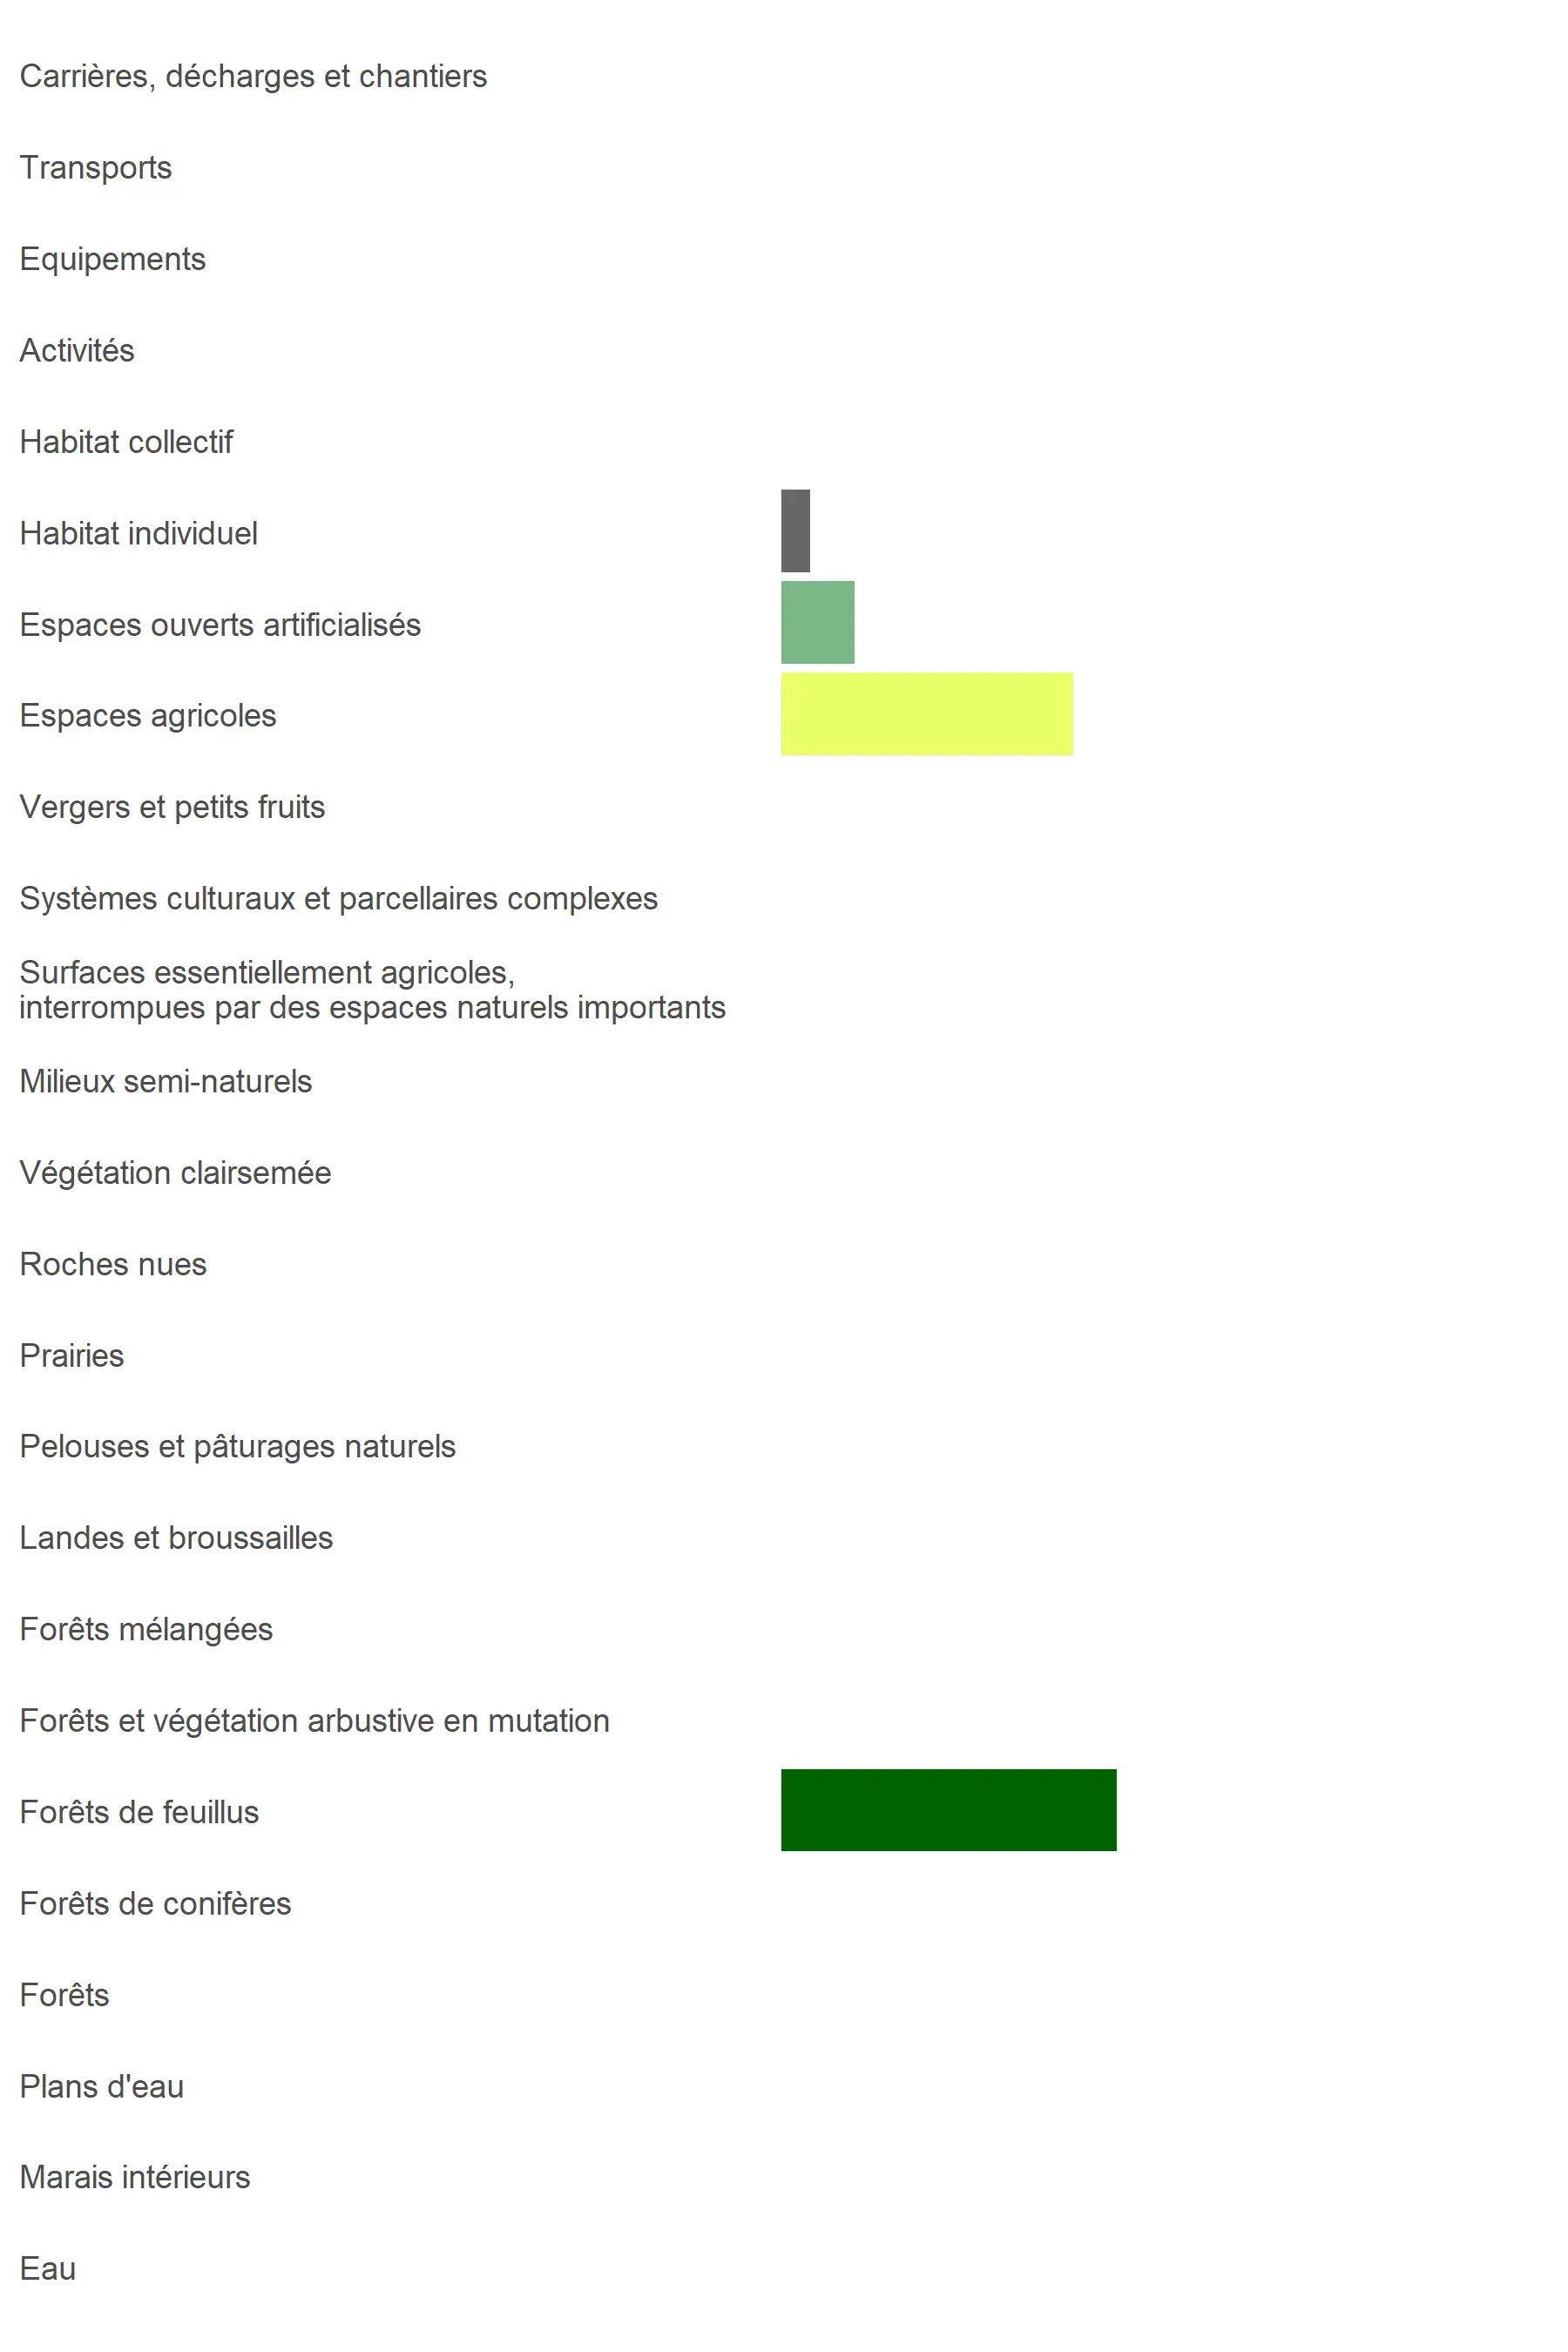 Carrières, décharges et chantiers
Transports
Equipements
Activités
Habitat collectif
Habitat individuel
Espaces ouverts artificialisés
Espaces agricoles
Vergers et petits fruits
Systèmes culturaux et parcellaires complexes
Surfaces essentiellement agricoles,
interrompues par des espaces naturels importants
Milieux semi-naturels
Végétation clairsemée
Roches nues
Prairies
Pelouses et pâturages naturels
Landes et broussailles
Forêts mélangées
Forêts et végétation arbustive en mutation
Forêts de feuillus
Forêts de conifères
Forêts
Plans d'eau
Marais intérieurs
Eau